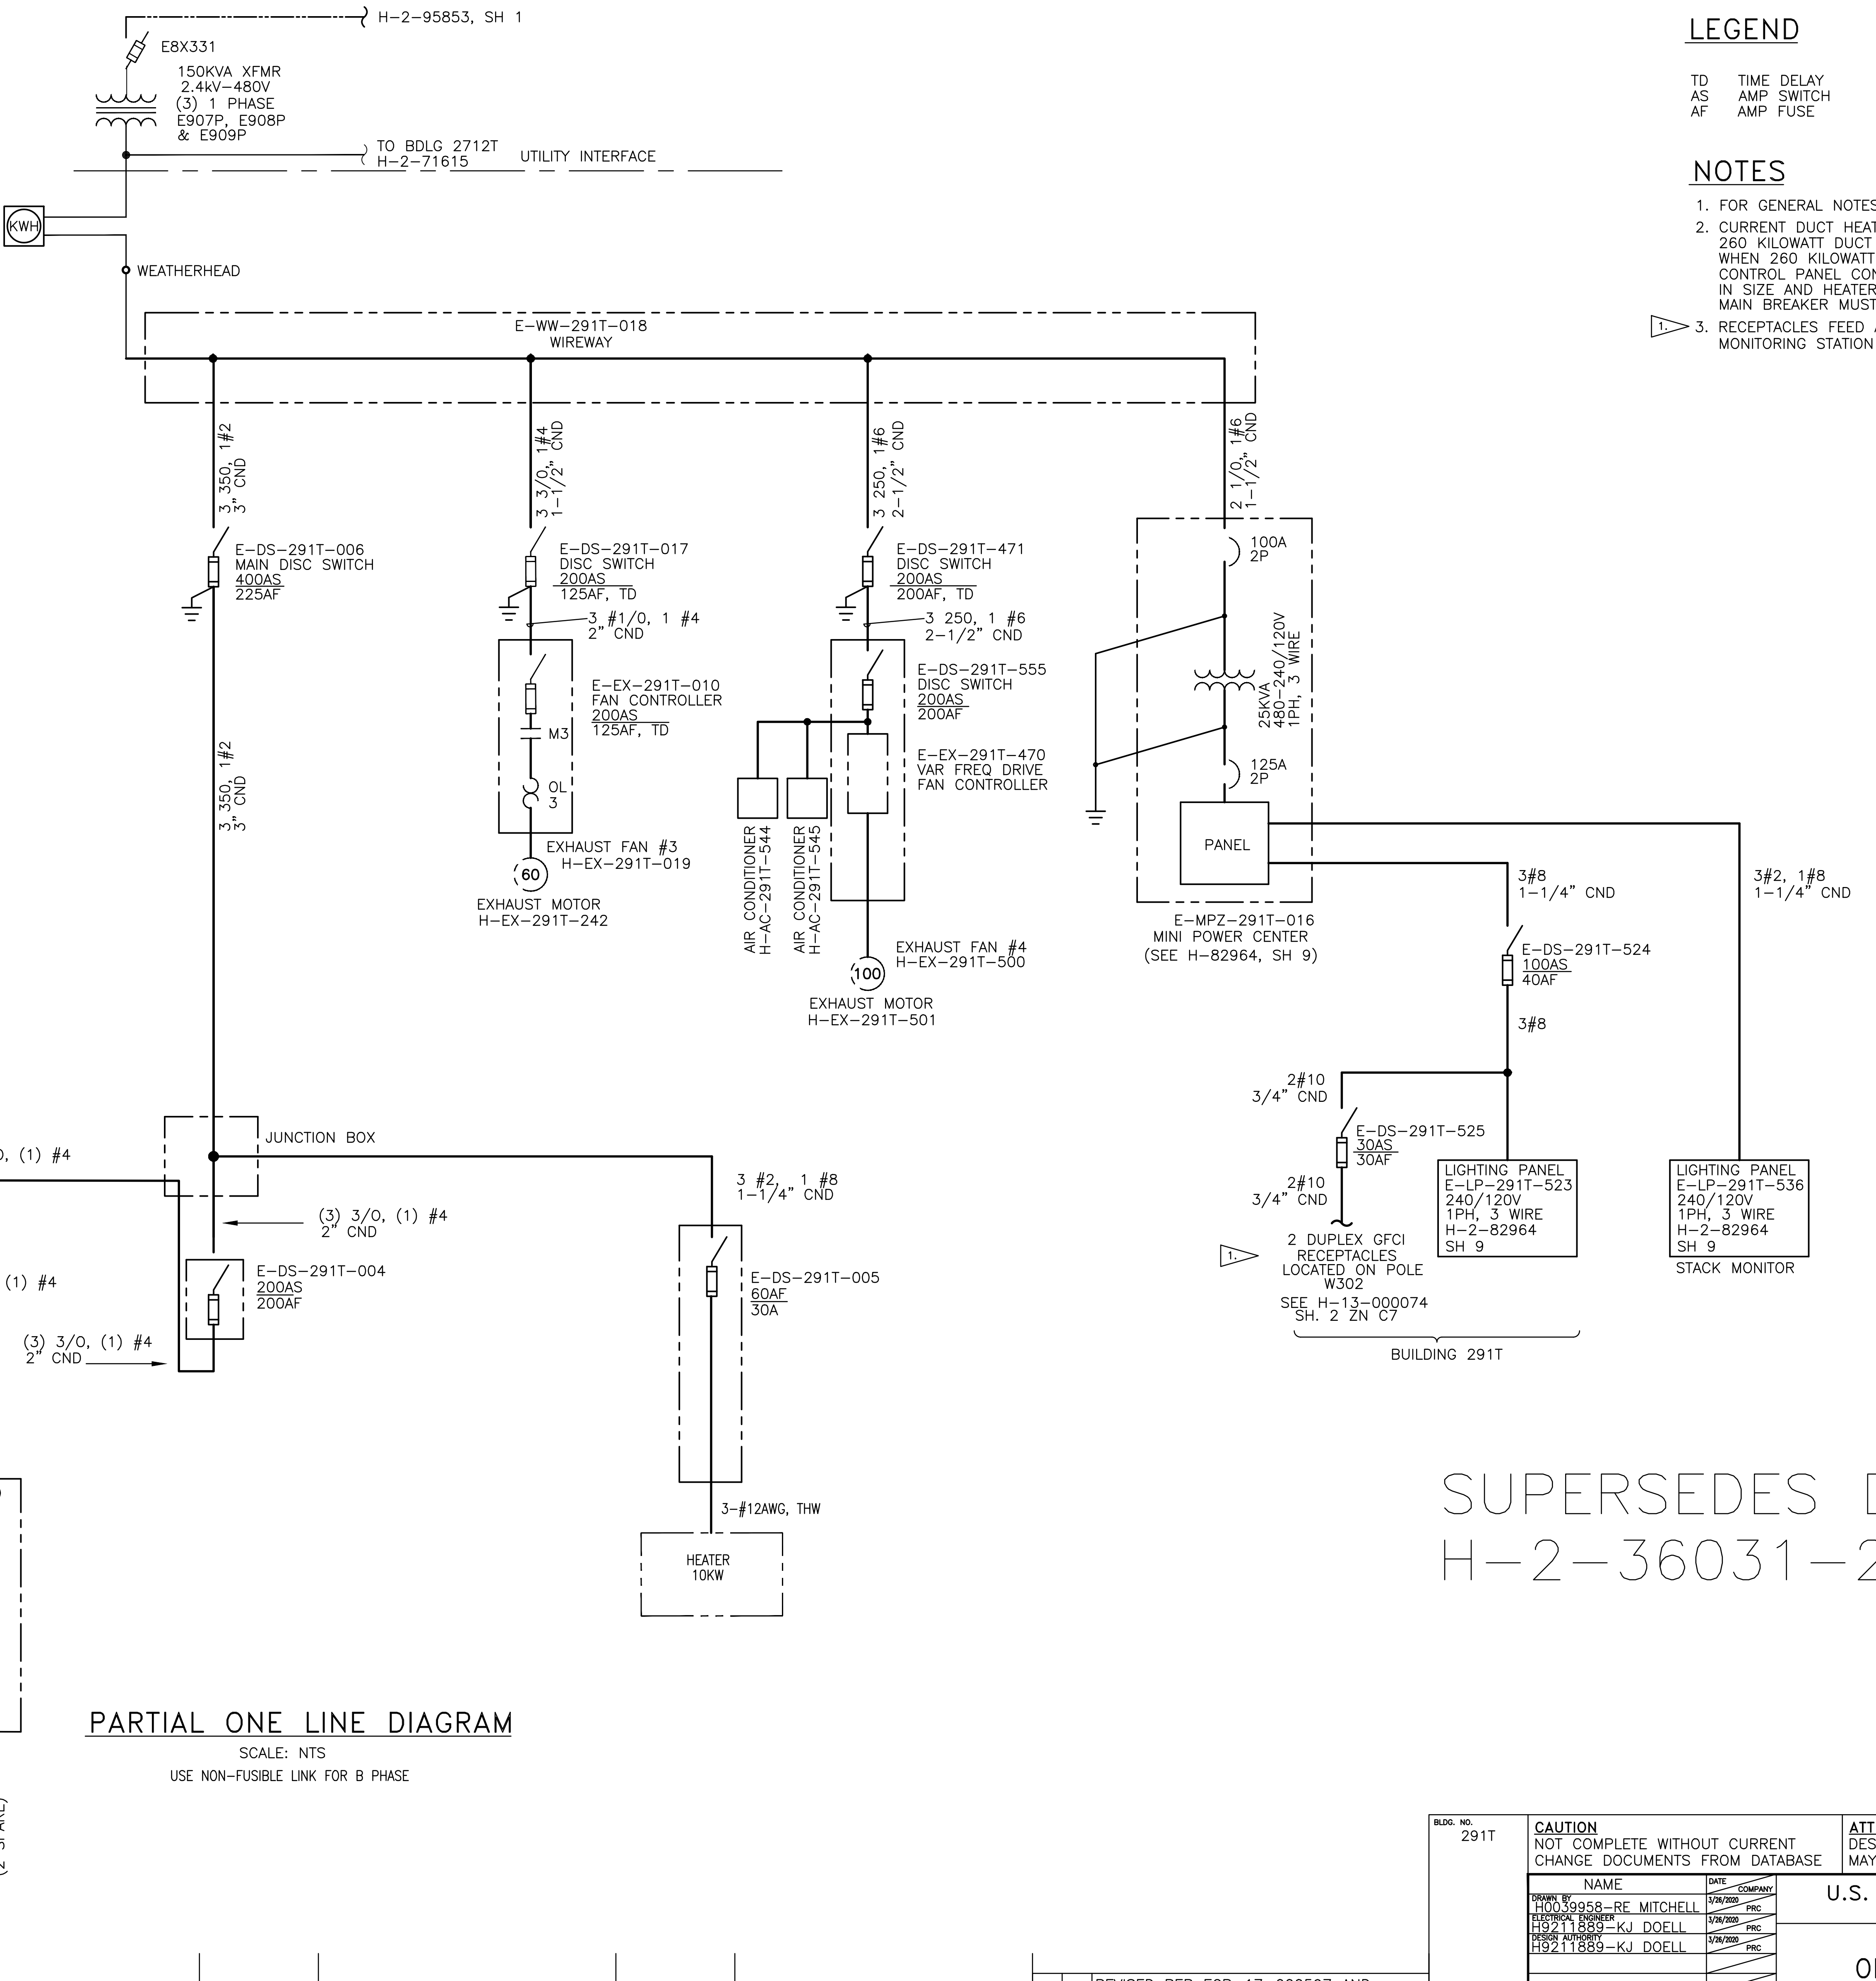 H-2-95853, SH 1
E8X331
150KVA XFMR
2.4kV-480V
(3) 1 PHASE
E907P, E908P
& E909P
TO BDLG 2712T
H-2-71615
UTILITY INTERFACE
KWH
WEATHERHEAD
E-WW-291T-018
WIREWAY
LEGEND
TD TIME DELAY
AS AMP SWITCH
AF AMP FUSE
NOTES
1. FOR GENERAL NOTES
2. CURRENT DUCT HEAT
260 KILOWATT DUCT
WHEN 260 KILOWATT
CONTROL PANEL CON
IN SIZE AND HEATER
MAIN BREAKER MUST
1.
3. RECEPTACLES FEED
MONITORING STATION
3 350, 1#2
3" CND
3 3/0, 1#4
1-1/2" CND
3 250, 1#6
2-1/2" CND
2 1/0, 1#6
1-1/2" CND
E-DS-291T-006
MAIN DISC SWITCH
400AS
225AF
E-DS-291T-017
DISC SWITCH
200AS
125AF, TD
3 #1/0, 1 #4
2" CND
E-DS-291T-471
DISC SWITCH
200AS
200AF, TD
3 250, 1 #6
2-1/2" CND
100A
2P
25KVA
480-240/120V
1PH, 3 WIRE
125A
2P
PANEL
E-EX-291T-010
FAN CONTROLLER
200AS
125AF, TD
M3
OL
3
E-DS-291T-555
DISC SWITCH
200AS
200AF
E-EX-291T-470
VAR FREQ DRIVE
FAN CONTROLLER
3 350, 1#2
3" CND
EXHAUST FAN #3
H-EX-291T-019
60
EXHAUST MOTOR
H-EX-291T-242
AIR CONDITIONER
H-AC-291T-544
AIR CONDITIONER
H-AC-291T-545
EXHAUST FAN #4
H-EX-291T-500
100
EXHAUST MOTOR
H-EX-291T-501
E-MPZ-291T-016
MINI POWER CENTER
(SEE H-82964, SH 9)
3#8
1-1/4" CND
3#2, 1#8
1-1/4" CND
E-DS-291T-524
100AS
40AF
3#8
2#10
3/4" CND
E-DS-291T-525
30AS
30AF
2#10
3/4" CND
1.
2 DUPLEX GFCI
RECEPTACLES
LOCATED ON POLE
W302
SEE H-13-000074
SH. 2 ZN C7
LIGHTING PANEL
E-LP-291T-523
240/120V
1PH, 3 WIRE
H-2-82964
SH 9
LIGHTING PANEL
E-LP-291T-536
240/120V
1PH, 3 WIRE
H-2-82964
SH 9
STACK MONITOR
BUILDING 291T
JUNCTION BOX
, (1) #4
(3) 3/0, (1) #4
2" CND
(1) #4
E-DS-291T-004
200AS
200AF
(3) 3/0, (1) #4
2" CND
3 #2, 1 #8
1-1/4" CND
E-DS-291T-005
60AF
30A
3-#12AWG, THW
HEATER
10KW
SUPERSEDES
H-2-36031-2
PARTIAL ONE LINE DIAGRAM
SCALE: NTS
USE NON-FUSIBLE LINK FOR B PHASE
BLDG. NO.
291T
CAUTION
NOT COMPLETE WITHOUT CURRENT
CHANGE DOCUMENTS FROM DATABASE
ATT
DES
MAY
NAME
DATE
COMPANY
U.S.
DRAWN BY
H0039958-RE MITCHELL
3/26/2020
PRC
ELECTRICAL ENGINEER
H9211889-KJ DOELL
3/26/2020
PRC
DESIGN AUTHORITY
H9211889-KJ DOELL
3/26/2020
PRC